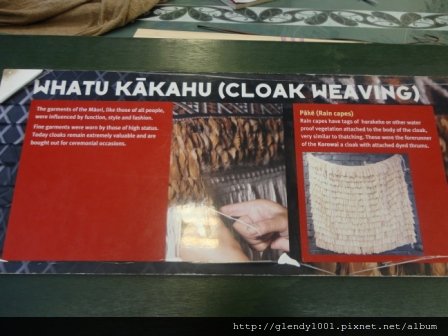 WHATU KĀKAHU (CLOAK WEAVING)
The garments of the Māori, like those of all people,
were influenced by function, style and fashion.
Fine garments were worn by those of high status.
Today cloaks remain extremely valuable and are
bought out for ceremonial occasions.
Pākē (Rain capes)
Rain capes have tags of harakeke or other water
proof vegetation attached to the body of the cloak,
very similar to thatching. These were the forerunner
of the Korowai a cloak with attached dyed thrums.
http://glendy1001.pixnet.net/album